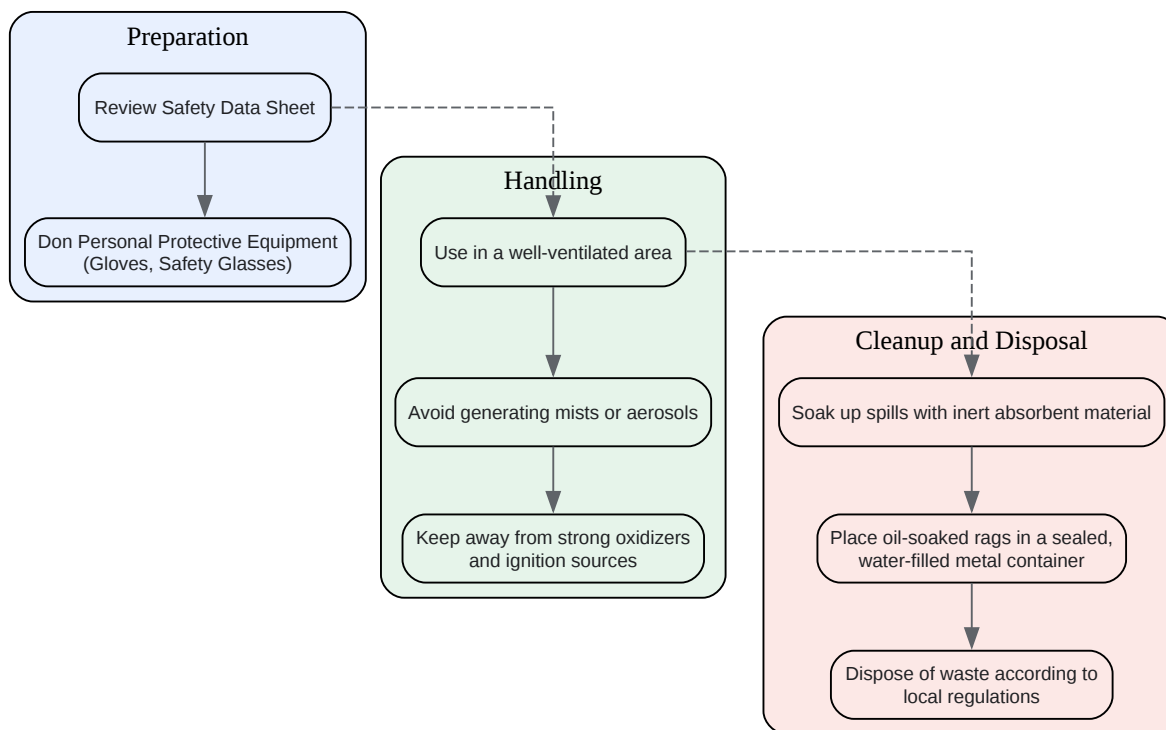 Preparation
Review Safety Data Sheet
Don Personal Protective Equipment
(Gloves, Safety Glasses)
Handling
Use in a well-ventilated area
Avoid generating mists or aerosols
Keep away from strong oxidizers
and ignition sources
Cleanup and Disposal
Soak up spills with inert absorbent material
Place oil-soaked rags in a sealed,
water-filled metal container
Dispose of waste according to
local regulations